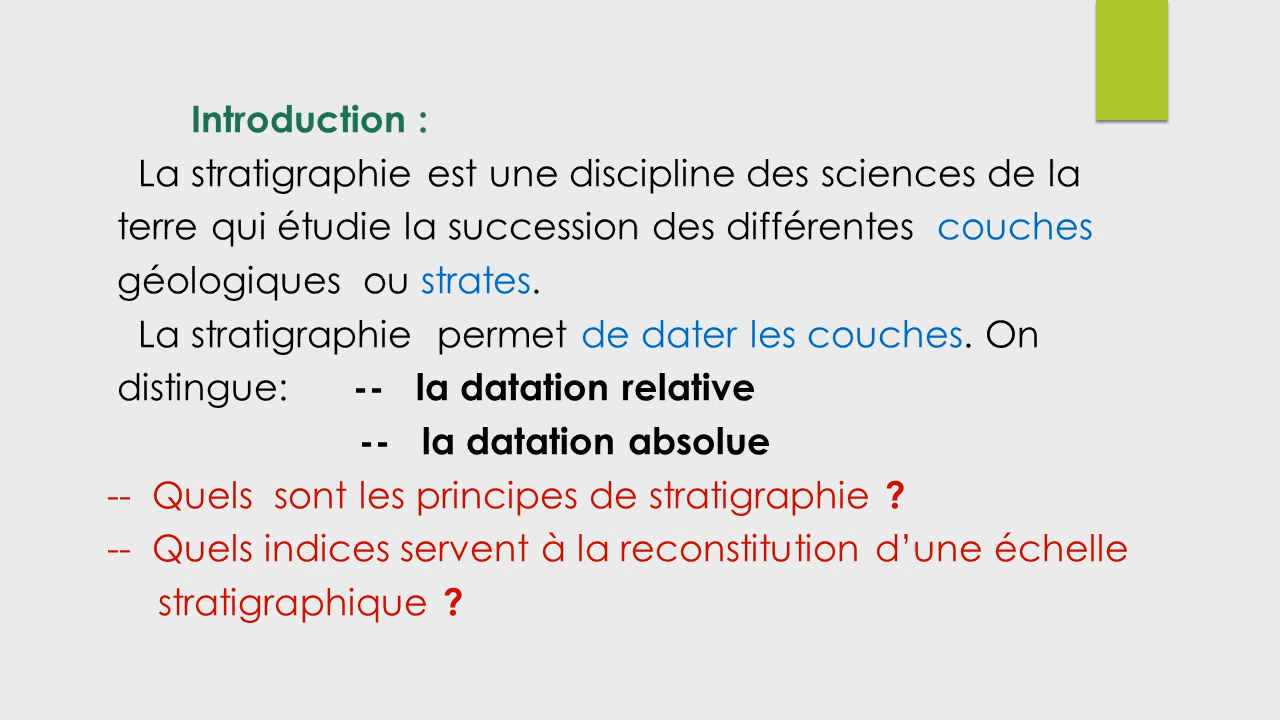 Introduction :
La stratigraphie est une discipline des sciences de la
terre qui étudie la succession des différentes couches
géologiques ou strates.
La stratigraphie permet de dater les couches. On
distingue: -- la datation relative
-- la datation absolue
-- Quels sont les principes de stratigraphie ?
-- Quels indices servent à la reconstitution d’une échelle
stratigraphique ?